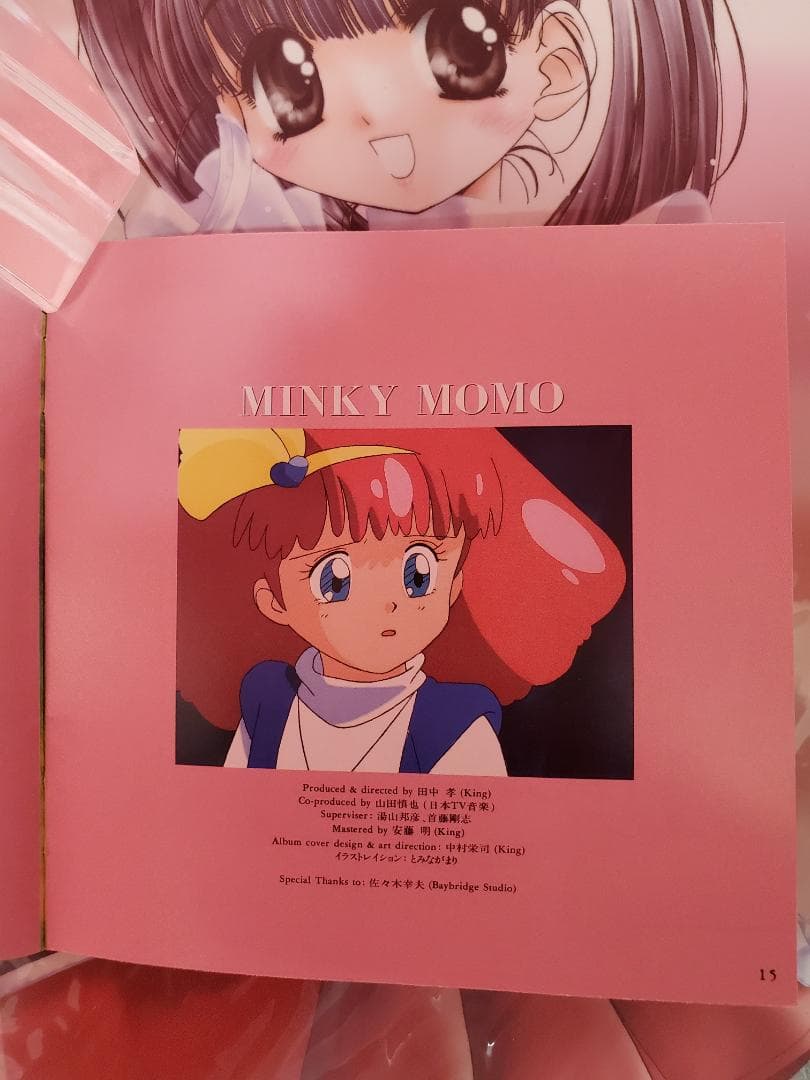 MINKY MOMO
Produced & directed by 田中 孝 (King)
Co-produced by 山田慎也 (日本TV音楽)
Superviser: 湯山邦彦、首藤剛志
Mastered by 安藤 明 (King)
Album cover design & art direction: 中村栄司 (King)
イラストレイション: とみながまり
Special Thanks to: 佐々木幸夫 (Baybridge Studio)
15